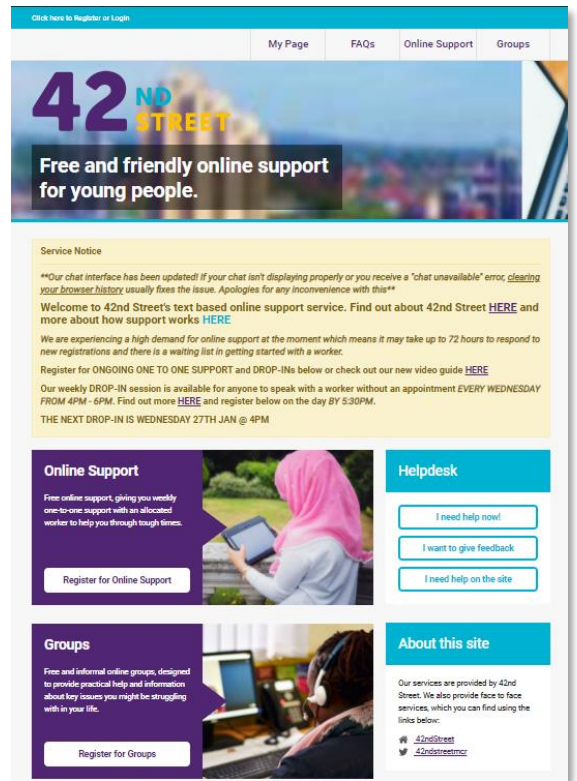 Click here to Register or Login
My Page FAQs Online Support Groups
42 ND
STREET
Free and friendly online support
for young people.
Service Notice
**Our chat interface has been updated! If your chat isn't displaying properly or you receive a "chat unavailable" error, clearing
your browser history usually fixes the issue. Apologies for any inconvenience with this**
Welcome to 42nd Street's text based online support service. Find out about 42nd Street HERE and
more about how support works HERE
We are experiencing a high demand for online support at the moment which means it may take up to 72 hours to respond to
new registrations and there is a waiting list in getting started with a worker.
Register for ONGOING ONE TO ONE SUPPORT and DROP-INs below or check out our new video guide HERE
Our weekly DROP-IN session is available for anyone to speak with a worker without an appointment EVERY WEDNESDAY
FROM 4PM - 6PM. Find out more HERE and register below on the day BY 5:30PM.
THE NEXT DROP-IN IS WEDNESDAY 27TH JAN @ 4PM
Online Support
Free online support, giving you weekly
one-to-one support with an allocated
worker to help you through tough times.
Register for Online Support
Helpdesk
I need help now!
I want to give feedback
I need help on the site
Groups
Free and informal online groups, designed
to provide practical help and information
about key issues you might be struggling
with in your life.
Register for Groups
About this site
Our services are provided by 42nd
Street. We also provide face to face
services, which you can find using the
links below:
42ndStreet
42ndstreetmcr